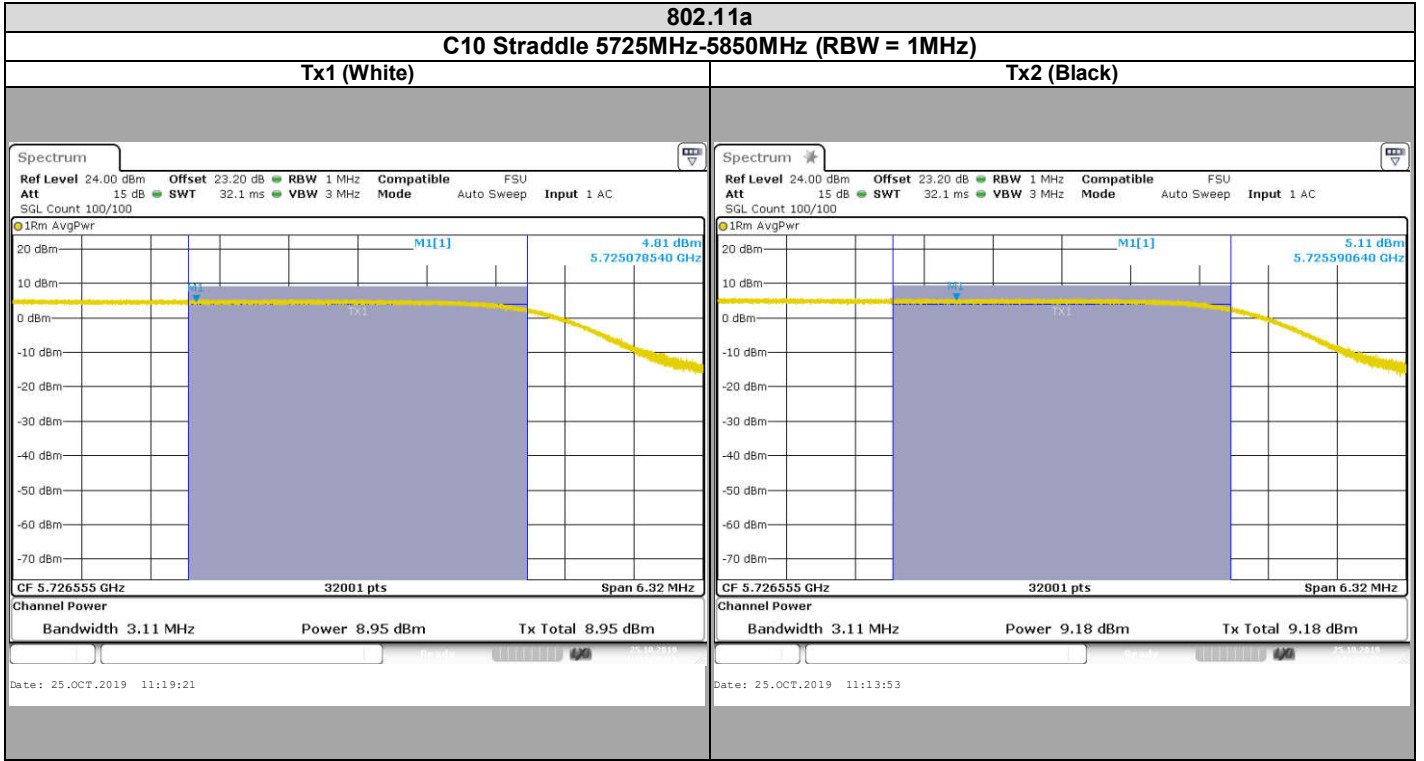 802.11a
C10 Straddle 5725MHz-5850MHz (RBW = 1MHz)
Tx1 (White)
Tx2 (Black)
Spectrum
Ref Level 24.00 dBm Offset 23.20 dB RBW 1 MHz Compatible FSU
Att 15 dB SWT 32.1 ms VBW 3 MHz Mode Auto Sweep Input 1 AC
SGL Count 100/100
1Rm AvgPwr
M1[1] 4.81 dBm
5.725078540 GHz
20 dBm
10 dBm
M1
TX1
0 dBm
-10 dBm
-20 dBm
-30 dBm
-40 dBm
-50 dBm
-60 dBm
-70 dBm
CF 5.726555 GHz 32001 pts Span 6.32 MHz
Channel Power
Bandwidth 3.11 MHz Power 8.95 dBm Tx Total 8.95 dBm
Ready 25.10.2019
Date: 25.OCT.2019 11:19:21
Spectrum
Ref Level 24.00 dBm Offset 23.20 dB RBW 1 MHz Compatible FSU
Att 15 dB SWT 32.1 ms VBW 3 MHz Mode Auto Sweep Input 1 AC
SGL Count 100/100
1Rm AvgPwr
M1[1] 5.11 dBm
5.725590640 GHz
20 dBm
10 dBm
M1
TX1
0 dBm
-10 dBm
-20 dBm
-30 dBm
-40 dBm
-50 dBm
-60 dBm
-70 dBm
CF 5.726555 GHz 32001 pts Span 6.32 MHz
Channel Power
Bandwidth 3.11 MHz Power 9.18 dBm Tx Total 9.18 dBm
Ready 25.10.2019
Date: 25.OCT.2019 11:13:53